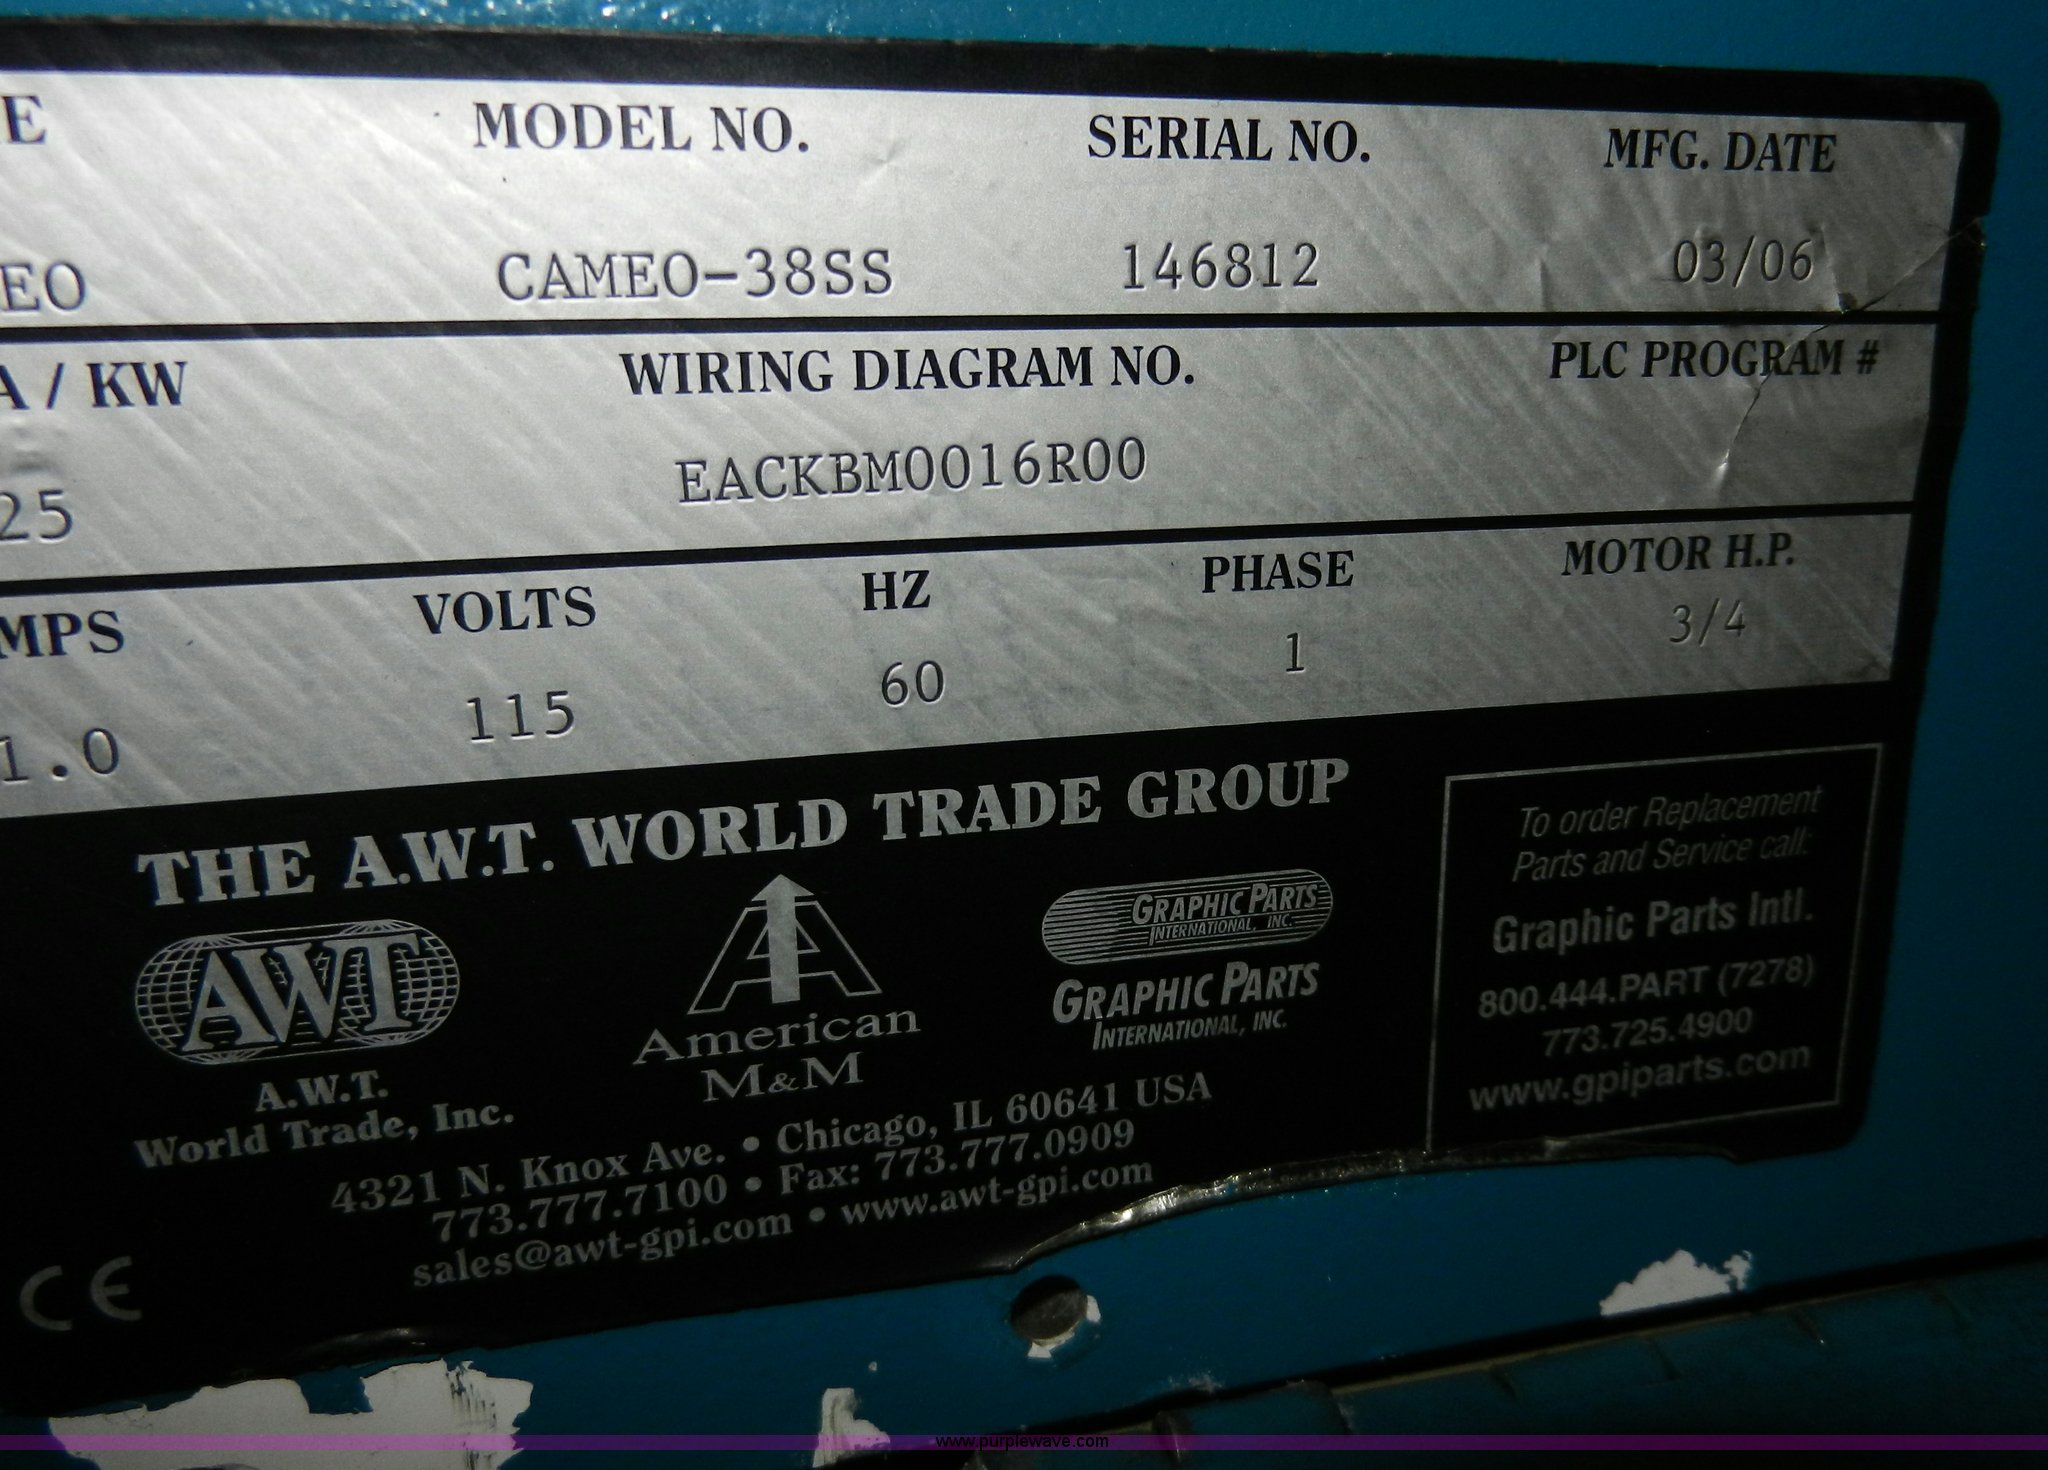 E MODEL NO. SERIAL NO. MFG. DATE
EO CAMEO-38SS 146812 03/06
A / KW WIRING DIAGRAM NO. PLC PROGRAM #
25 EACKBM0016R00
MPS VOLTS HZ PHASE MOTOR H.P.
1.0 115 60 1 3/4
THE A.W.T. WORLD TRADE GROUP
AWT
A.W.T.
World Trade, Inc.
American
M&M
GRAPHIC PARTS
INTERNATIONAL, INC.
GRAPHIC PARTS
INTERNATIONAL, INC.
4321 N. Knox Ave. • Chicago, IL 60641 USA
773.777.7100 • Fax: 773.777.0909
sales@awt-gpi.com • www.awt-gpi.com
To order Replacement
Parts and Service call:
Graphic Parts Intl.
800.444.PART (7278)
773.725.4900
www.gpiparts.com
CE
www.purplewave.com